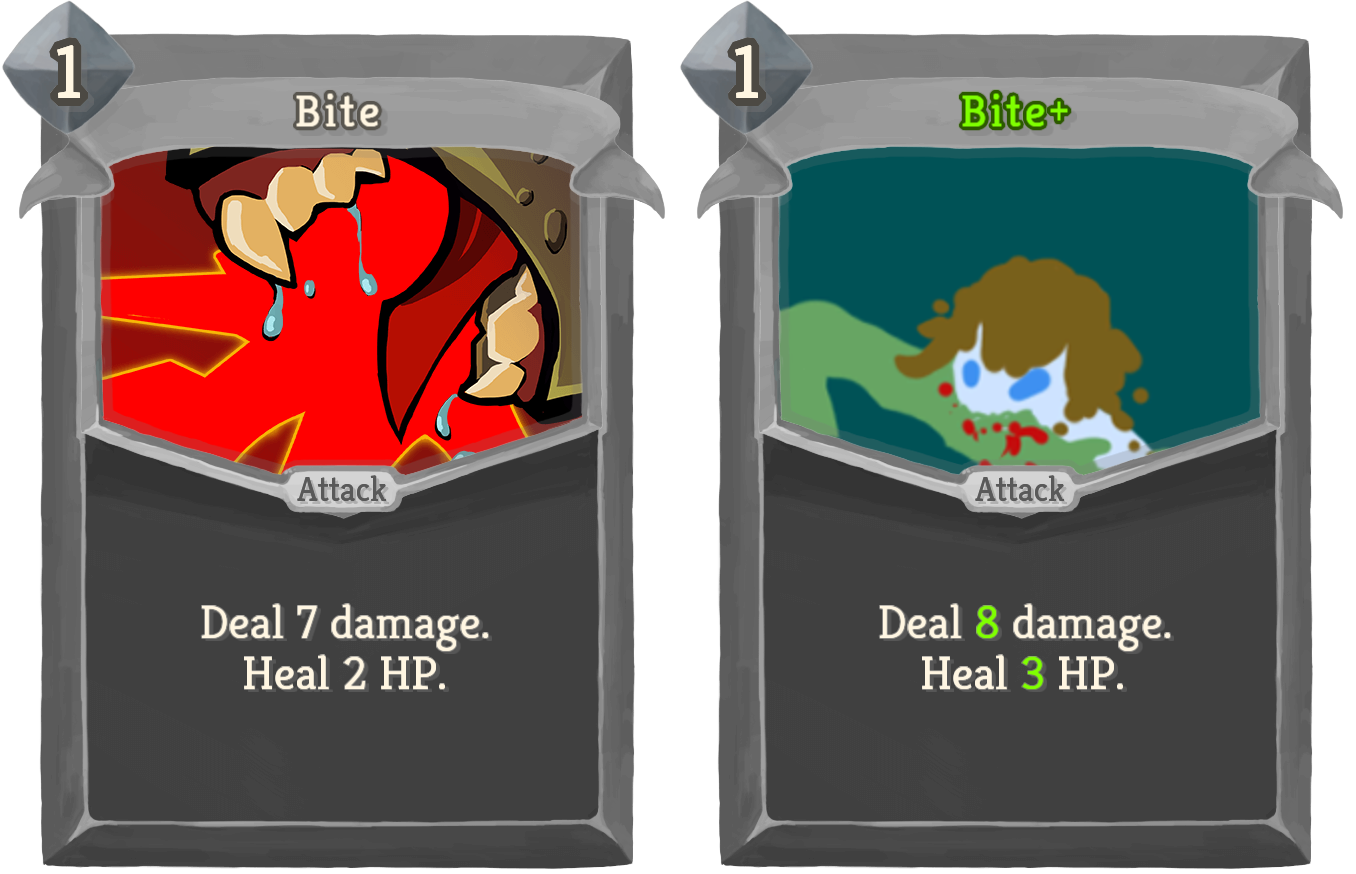 1
Bite
Attack
Deal 7 damage.
Heal 2 HP.
1
Bite+
Attack
Deal 8 damage.
Heal 3 HP.